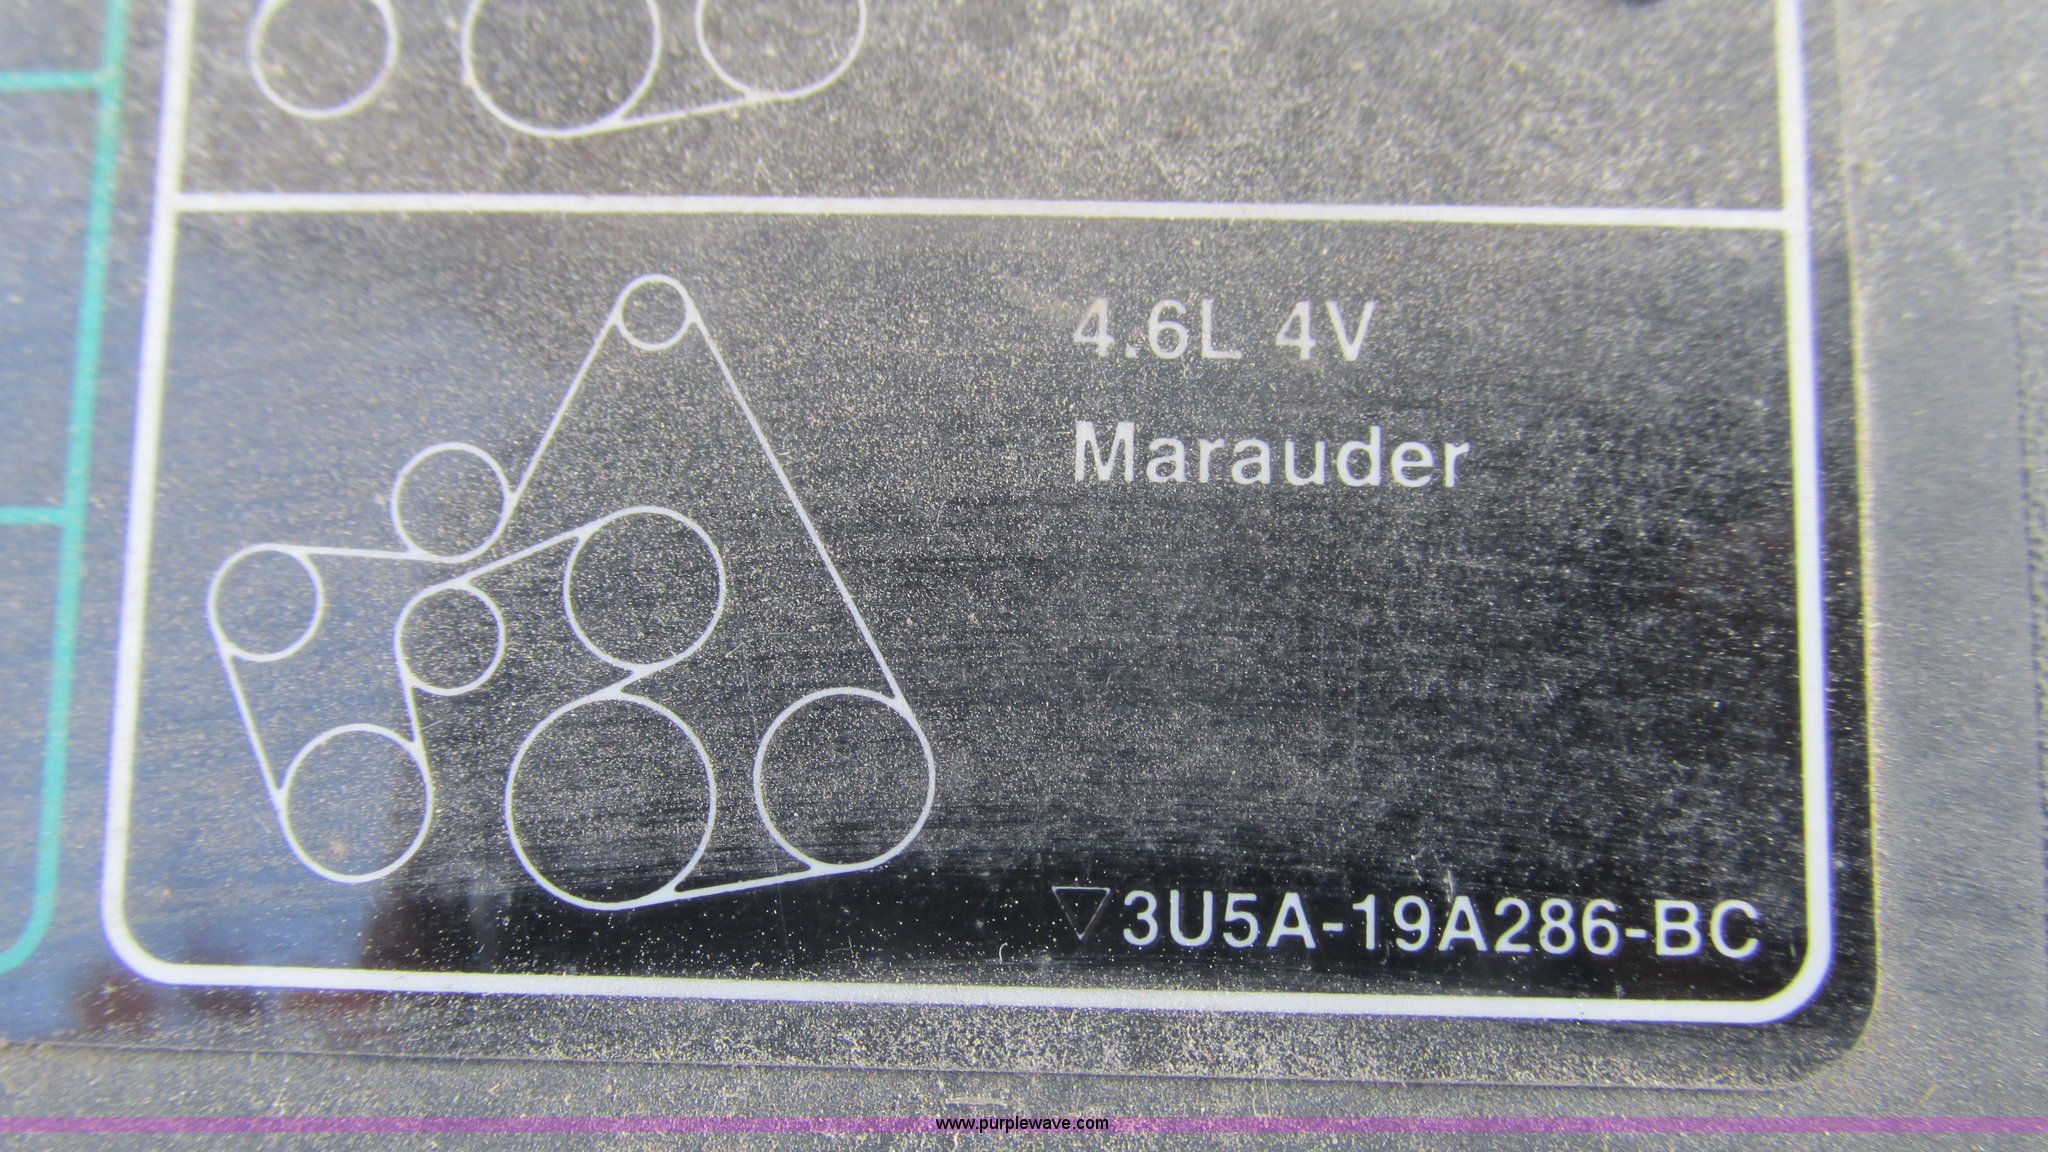 4.6L 4V
Marauder
3U5A-19A286-BC
www.purplewave.com